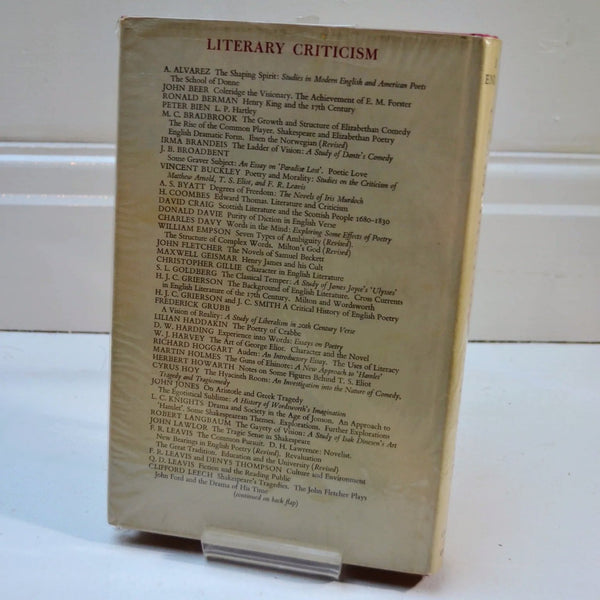 LITERARY CRITICISM
A. ALVAREZ The Shaping Spirit: Studies in Modern English and American Poets
The School of Donne
JOHN BEER Coleridge the Visionary. The Achievement of E. M. Forster
RONALD BERMAN Henry King and the 17th Century
PETER BIEN L. P. Hartley
M. C. BRADBROOK The Growth and Structure of Elizabethan Comedy
The Rise of the Common Player. Shakespeare and Elizabethan Poetry
English Dramatic Form. Ibsen the Norwegian (Revised)
IRMA BRANDEIS The Ladder of Vision: A Study of Dante's Comedy
J. B. BROADBENT
Some Graver Subject: An Essay on 'Paradise Lost'. Poetic Love
VINCENT BUCKLEY Poetry and Morality: Studies on the Criticism of
Matthew Arnold, T. S. Eliot, and F. R. Leavis
A. S. BYATT Degrees of Freedom: The Novels of Iris Murdoch
H. COOMBES Edward Thomas. Literature and Criticism
DAVID CRAIG Scottish Literature and the Scottish People 1680-1830
DONALD DAVIE Purity of Diction in English Verse
CHARLES DAVY Words in the Mind: Exploring Some Effects of Poetry
WILLIAM EMPSON Seven Types of Ambiguity (Revised).
The Structure of Complex Words. Milton's God (Revised)
JOHN FLETCHER The Novels of Samuel Beckett
MAXWELL GEISMAR Henry James and his Cult
CHRISTOPHER GILLIE Character in English Literature
S. L. GOLDBERG The Classical Temper: A Study of James Joyce's 'Ulysses'
H. J. C. GRIERSON The Background of English Literature. Cross Currents
in English Literature of the 17th Century. Milton and Wordsworth
H. J. C. GRIERSON and J. C. SMITH A Critical History of English Poetry
FREDERICK GRUBB
A Vision of Reality: A Study of Liberalism in 20th Century Verse
LILIAN HADDAKIN The Poetry of Crabbe
D. W. HARDING Experience into Words: Essays on Poetry
W. J. HARVEY The Art of George Eliot. Character and the Novel
RICHARD HOGGART Auden: An Introductory Essay. The Uses of Literacy
MARTIN HOLMES The Guns of Elsinore: A New Approach to 'Hamlet'
HERBERT HOWARTH Notes on Some Figures Behind T. S. Eliot
CYRUS HOY The Hyacinth Room: An Investigation into the Nature of Comedy,
Tragedy and Tragicomedy
JOHN JONES On Aristotle and Greek Tragedy
The Egotistical Sublime: A History of Wordsworth's Imagination
L. C. KNIGHTS Drama and Society in the Age of Jonson. An Approach to
'Hamlet'. Some Shakespearean Themes. Explorations. Further Explorations
ROBERT LANGBAUM The Gayety of Vision: A Study of Isak Dinesen's Art
JOHN LAWLOR The Tragic Sense in Shakespeare
F. R. LEAVIS The Common Pursuit. D. H. Lawrence: Novelist.
New Bearings in English Poetry (Revised). Revaluation
The Great Tradition. Education and the University (Revised)
F. R. LEAVIS and DENYS THOMPSON Culture and Environment
Q. D. LEAVIS Fiction and the Reading Public
CLIFFORD LEECH Shakespeare's Tragedies. The John Fletcher Plays
John Ford and the Drama of His Time
(continued on back flap)